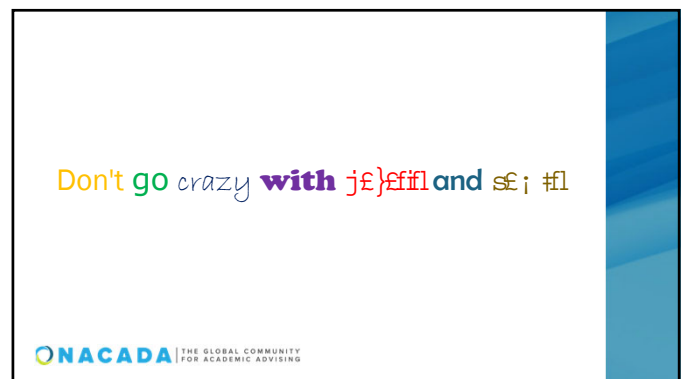 Don't go crazy with and
NACADA THE GLOBAL COMMUNITY
FOR ACADEMIC ADVISING